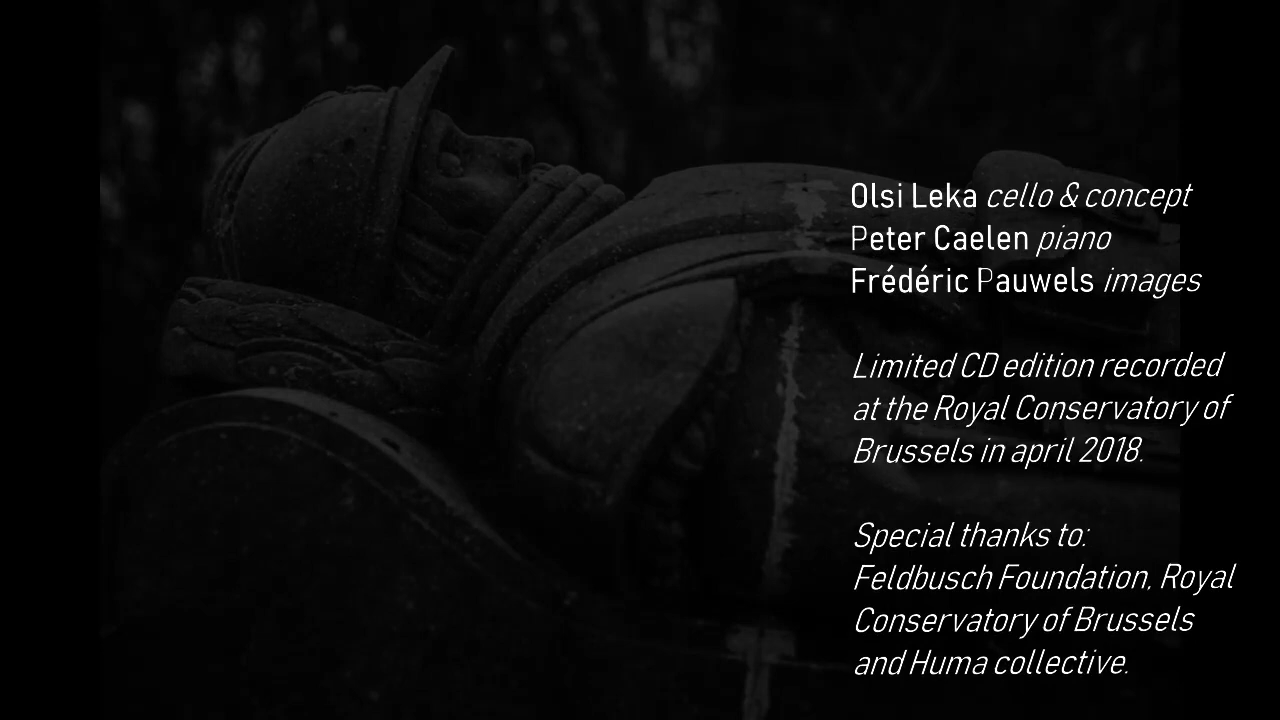 Olsi Leka cello & concept
Peter Caelen piano
Frédéric Pauwels images
Limited CD edition recorded
at the Royal Conservatory of
Brussels in april 2018.
Special thanks to:
Feldbusch Foundation, Royal
Conservatory of Brussels
and Huma collective.